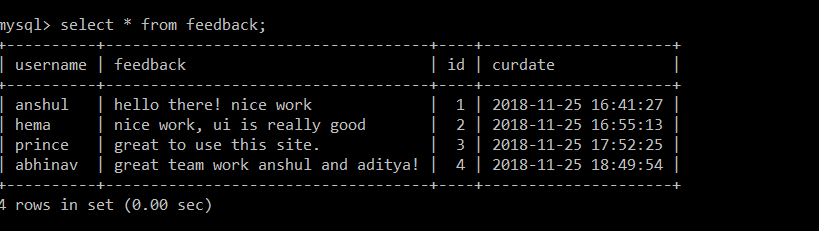 mysql> select * from feedback;
+----------+----------------------------------+----+---------------------+
| username | feedback                         | id | curdate             |
+----------+----------------------------------+----+---------------------+
| anshul   | hello there! nice work           |  1 | 2018-11-25 16:41:27 |
| hema     | nice work, ui is really good     |  2 | 2018-11-25 16:55:13 |
| prince   | great to use this site.          |  3 | 2018-11-25 17:52:25 |
| abhinav  | great team work anshul and aditya! |  4 | 2018-11-25 18:49:54 |
+----------+----------------------------------+----+---------------------+
4 rows in set (0.00 sec)